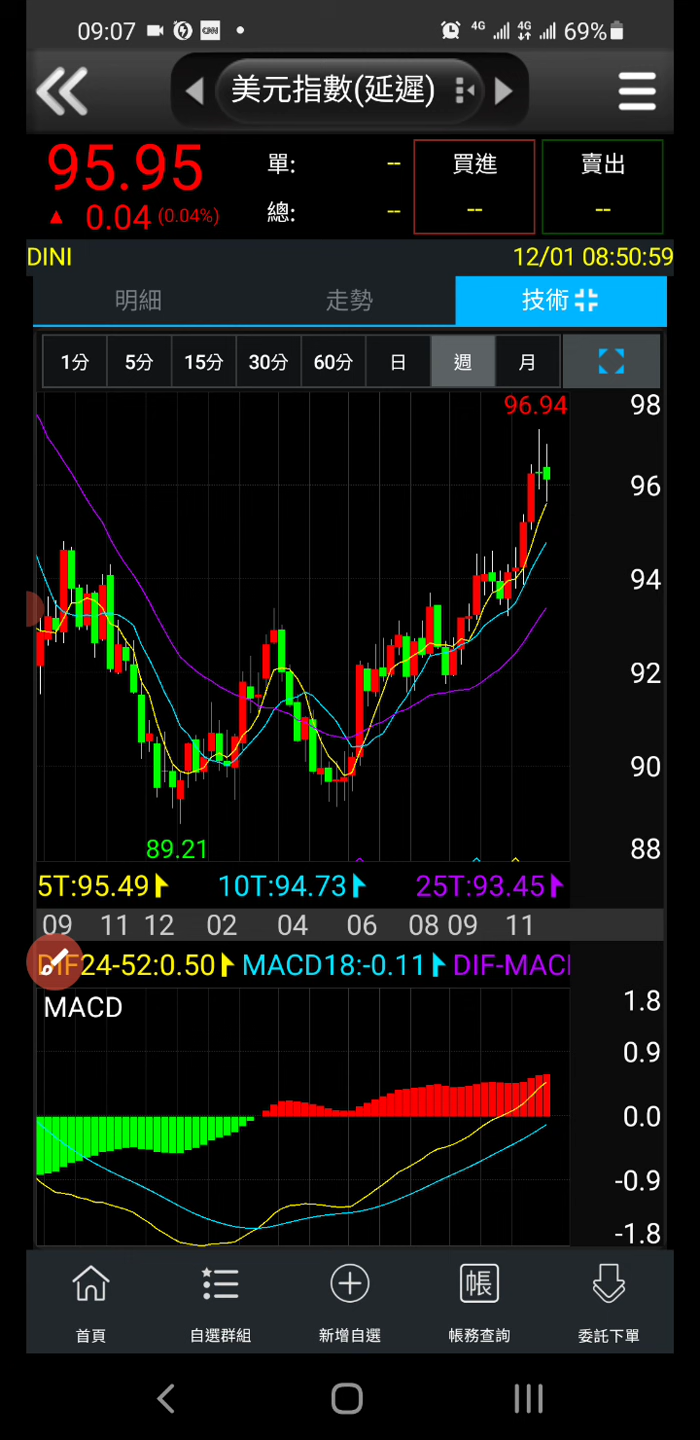 09:07 CNN 4G 4G 69%
美元指數(延遲)
95.95 單: -- 買進 賣出
▲ 0.04 (0.04%) 總: -- -- --
DINI 12/01 08:50:59
明細 走勢 技術
1分 5分 15分 30分 60分 日 週 月
96.94 98
96
94
92
90
89.21 88
5T:95.49 10T:94.73 25T:93.45
09 11 12 02 04 06 08 09 11
DIF24-52:0.50 MACD18:-0.11 DIF-MAC
MACD 1.8
0.9
0.0
-0.9
-1.8
帳
首頁 自選群組 新增自選 帳務查詢 委託下單